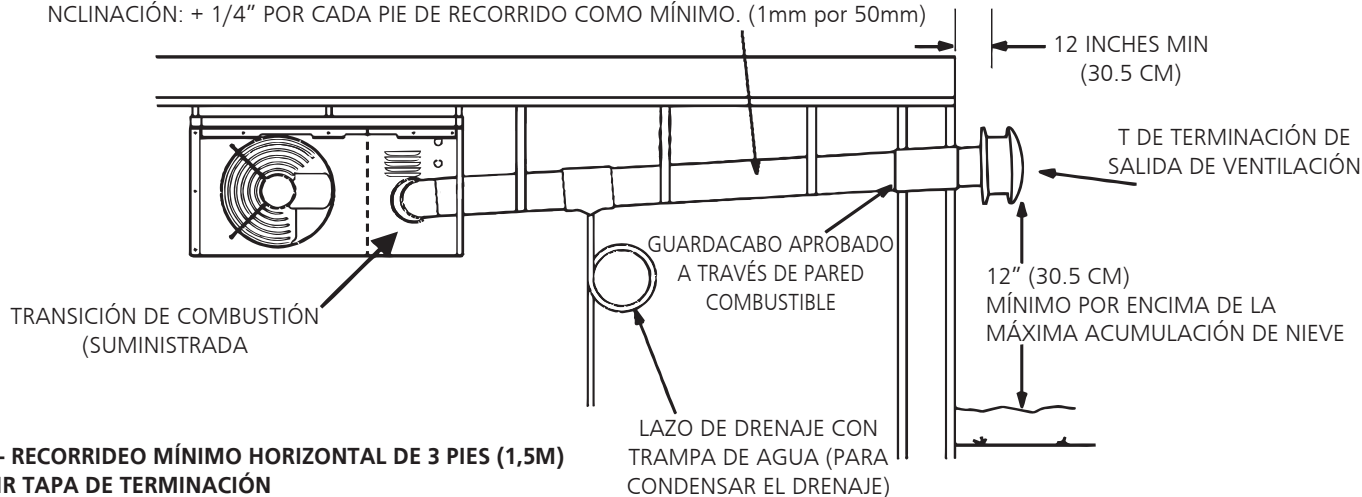 NCLINACIÓN: + 1/4" POR CADA PIE DE RECORRIDO COMO MÍNIMO. (1mm por 50mm)
12 INCHES MIN
(30.5 CM)
T DE TERMINACIÓN DE
SALIDA DE VENTILACIÓN
GUARDACABO APROBADO
A TRAVÉS DE PARED
COMBUSTIBLE
12" (30.5 CM)
MÍNIMO POR ENCIMA DE LA
MÁXIMA ACUMULACIÓN DE NIEVE
TRANSICIÓN DE COMBUSTIÓN
(SUMINISTRADA
LAZO DE DRENAJE CON
TRAMPA DE AGUA (PARA
CONDENSAR EL DRENAJE)
- RECORRIDEO MÍNIMO HORIZONTAL DE 3 PIES (1,5M)
IR TAPA DE TERMINACIÓN